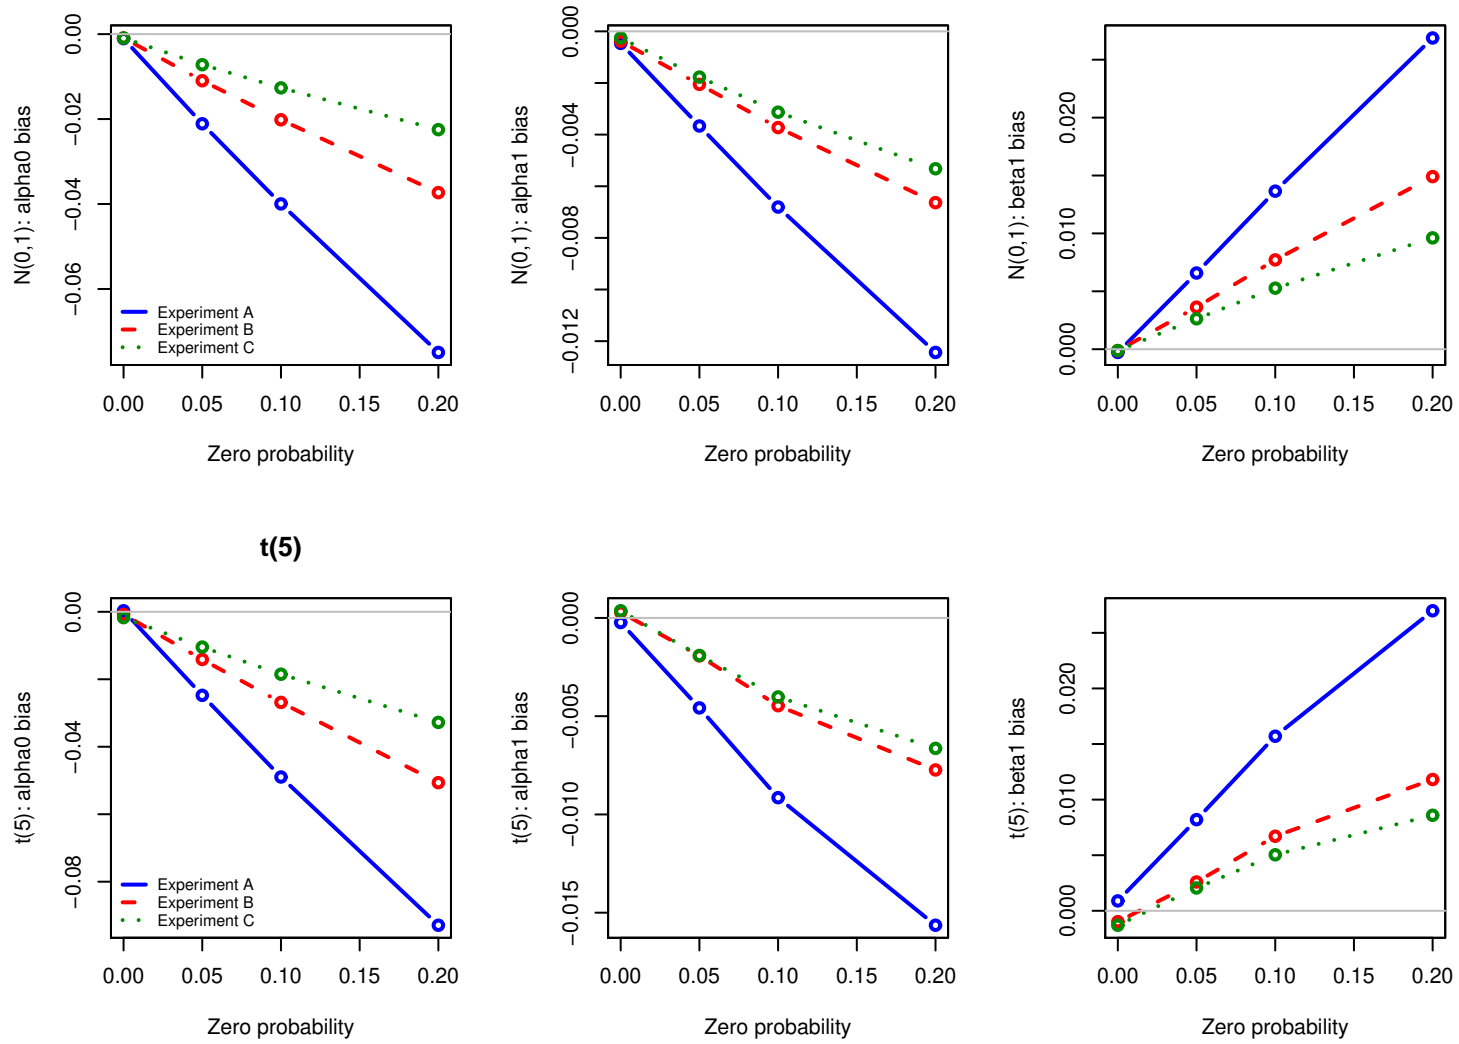 N(0,1): alpha0 bias
0.00
−0.02
−0.04
−0.06
Experiment A
Experiment B
Experiment C
0.00 0.05 0.10 0.15 0.20
Zero probability
N(0,1): alpha1 bias
0.000
−0.004
−0.008
−0.012
0.00 0.05 0.10 0.15 0.20
Zero probability
N(0,1): beta1 bias
0.020
0.010
0.000
0.00 0.05 0.10 0.15 0.20
Zero probability
t(5)
t(5): alpha0 bias
0.00
−0.04
−0.08
Experiment A
Experiment B
Experiment C
0.00 0.05 0.10 0.15 0.20
Zero probability
t(5): alpha1 bias
0.000
−0.005
−0.010
−0.015
0.00 0.05 0.10 0.15 0.20
Zero probability
t(5): beta1 bias
0.020
0.010
0.000
0.00 0.05 0.10 0.15 0.20
Zero probability